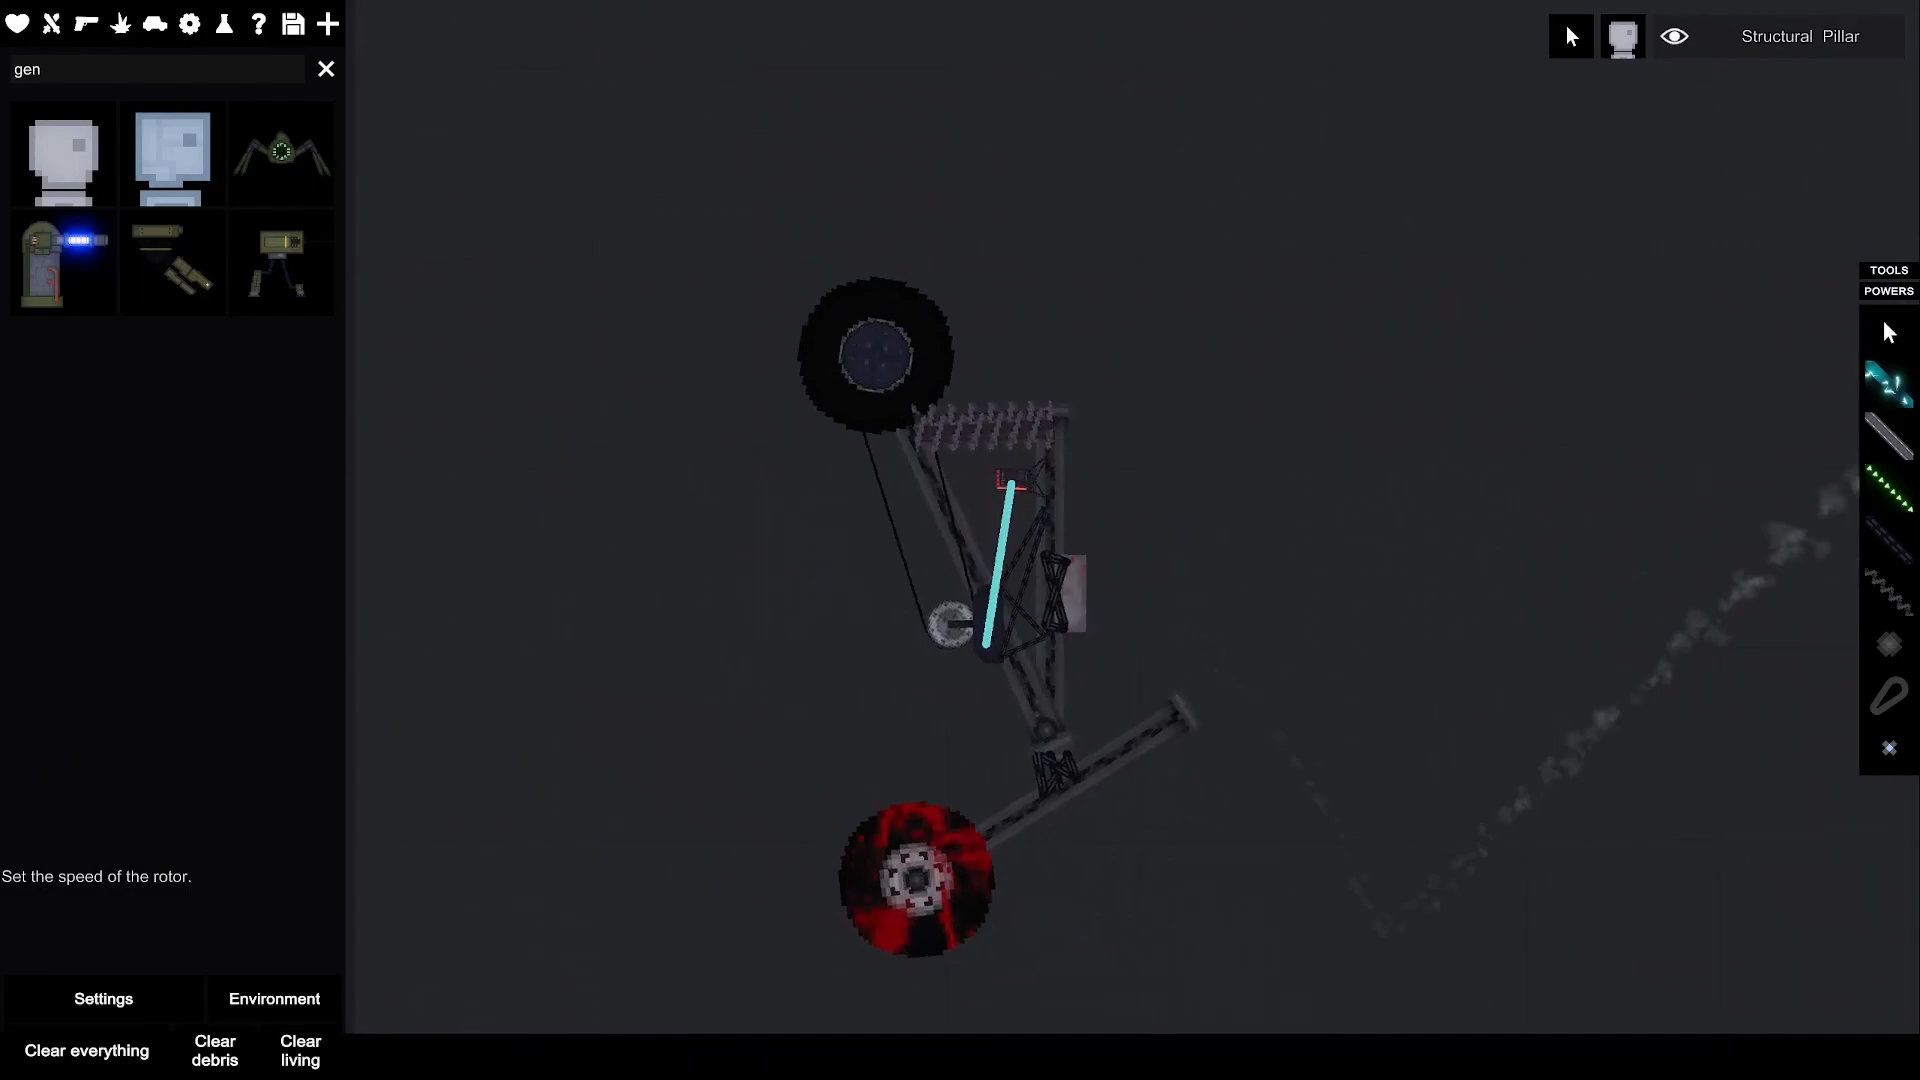 gen
Structural Pillar
TOOLS
POWERS
Set the speed of the rotor.
Settings
Environment
Clear everything
Clear
debris
Clear
living